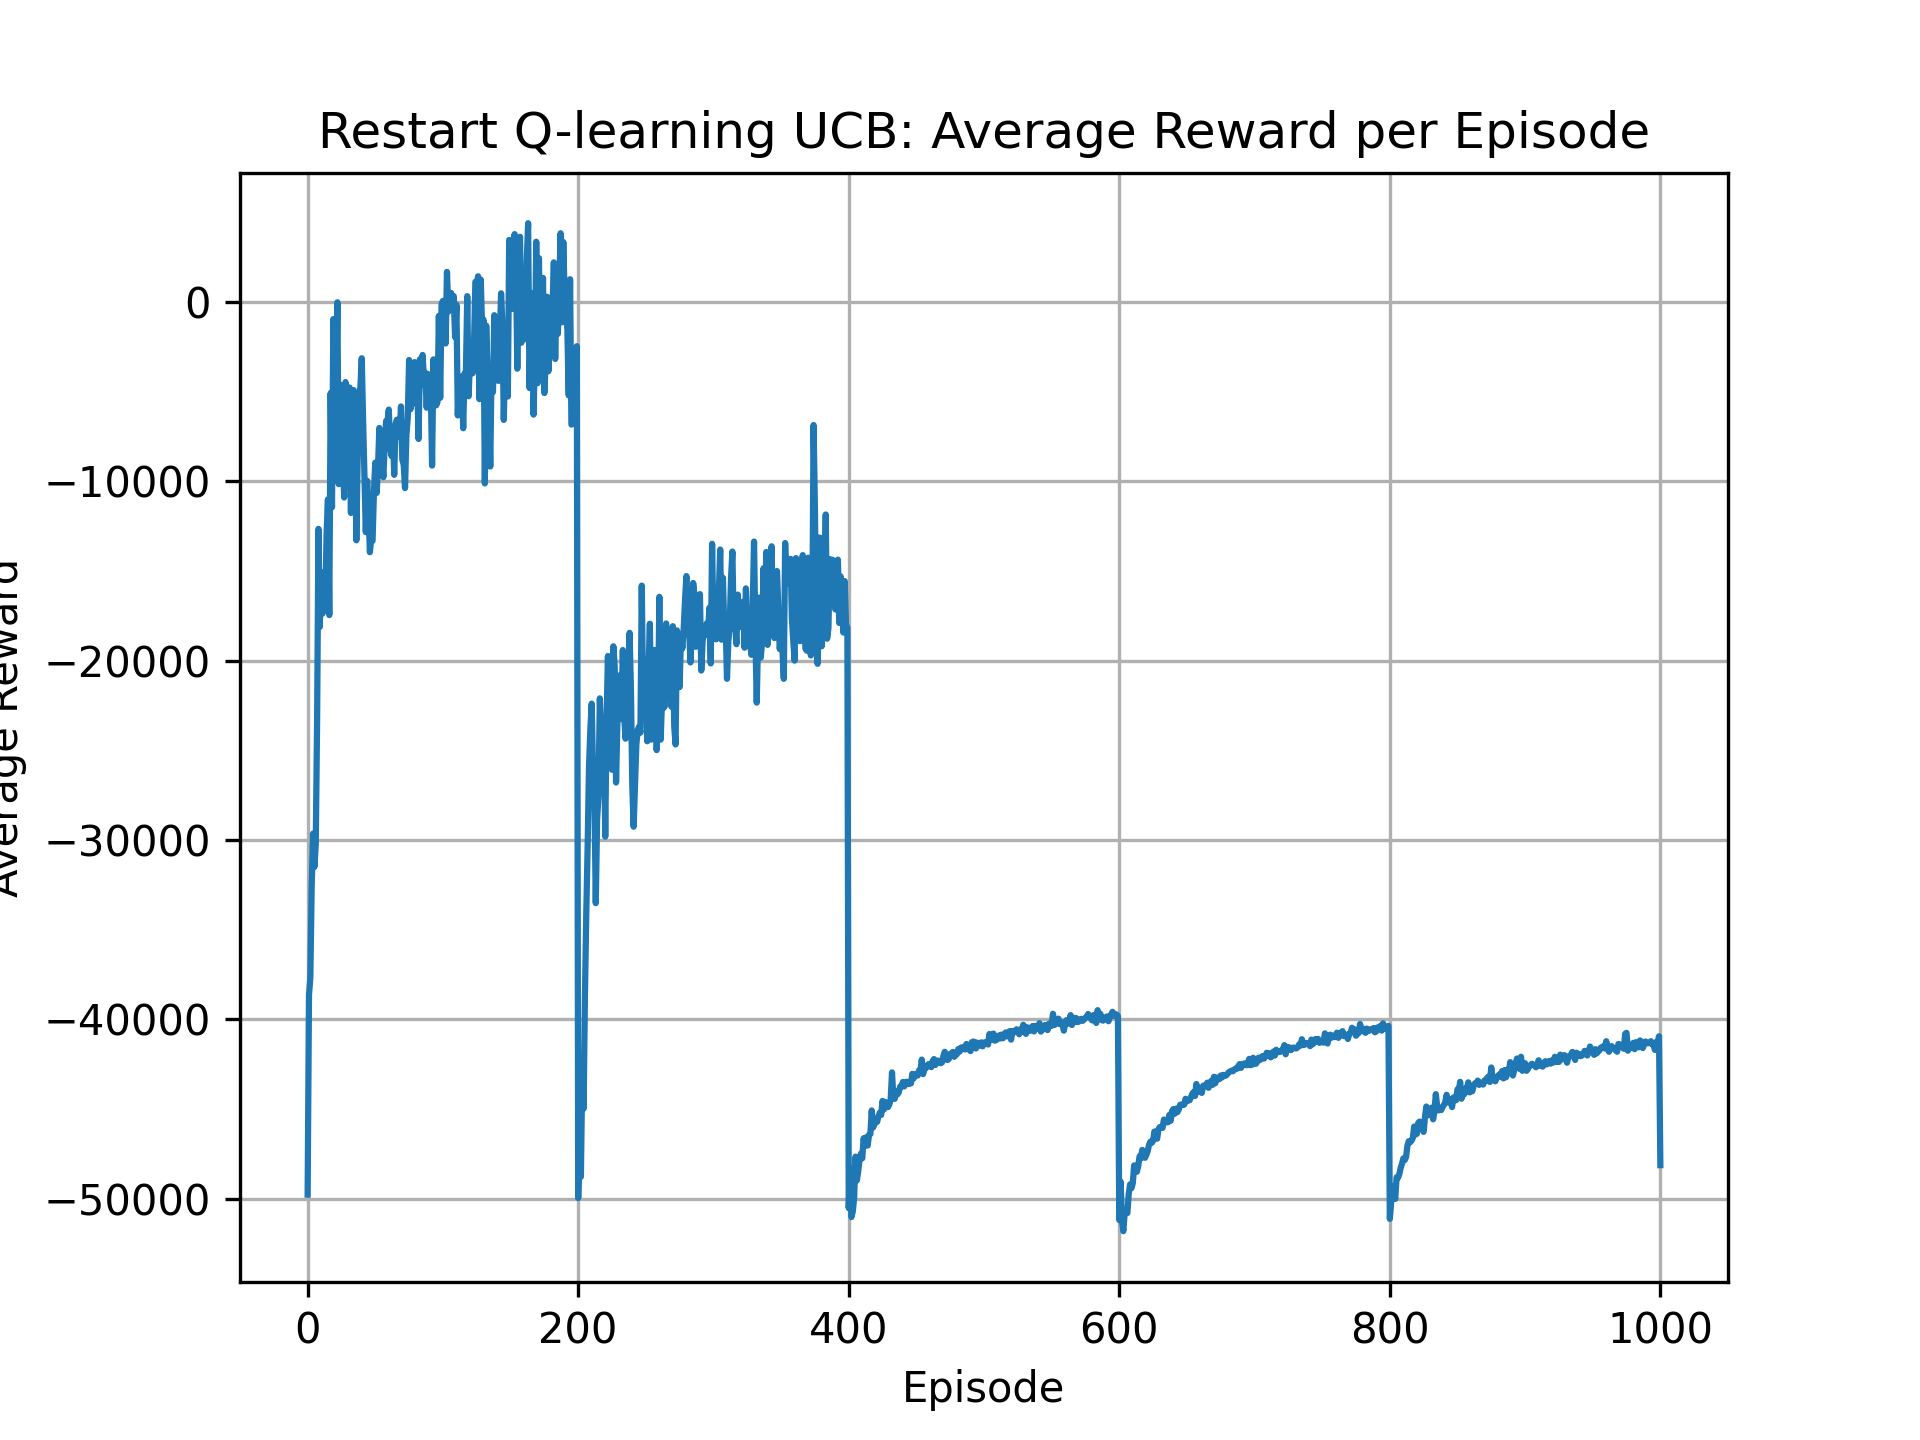 Restart Q-learning UCB: Average Reward per Episode
0
−10000
−20000
−30000
−40000
−50000
Average Reward
0 200 400 600 800 1000
Episode